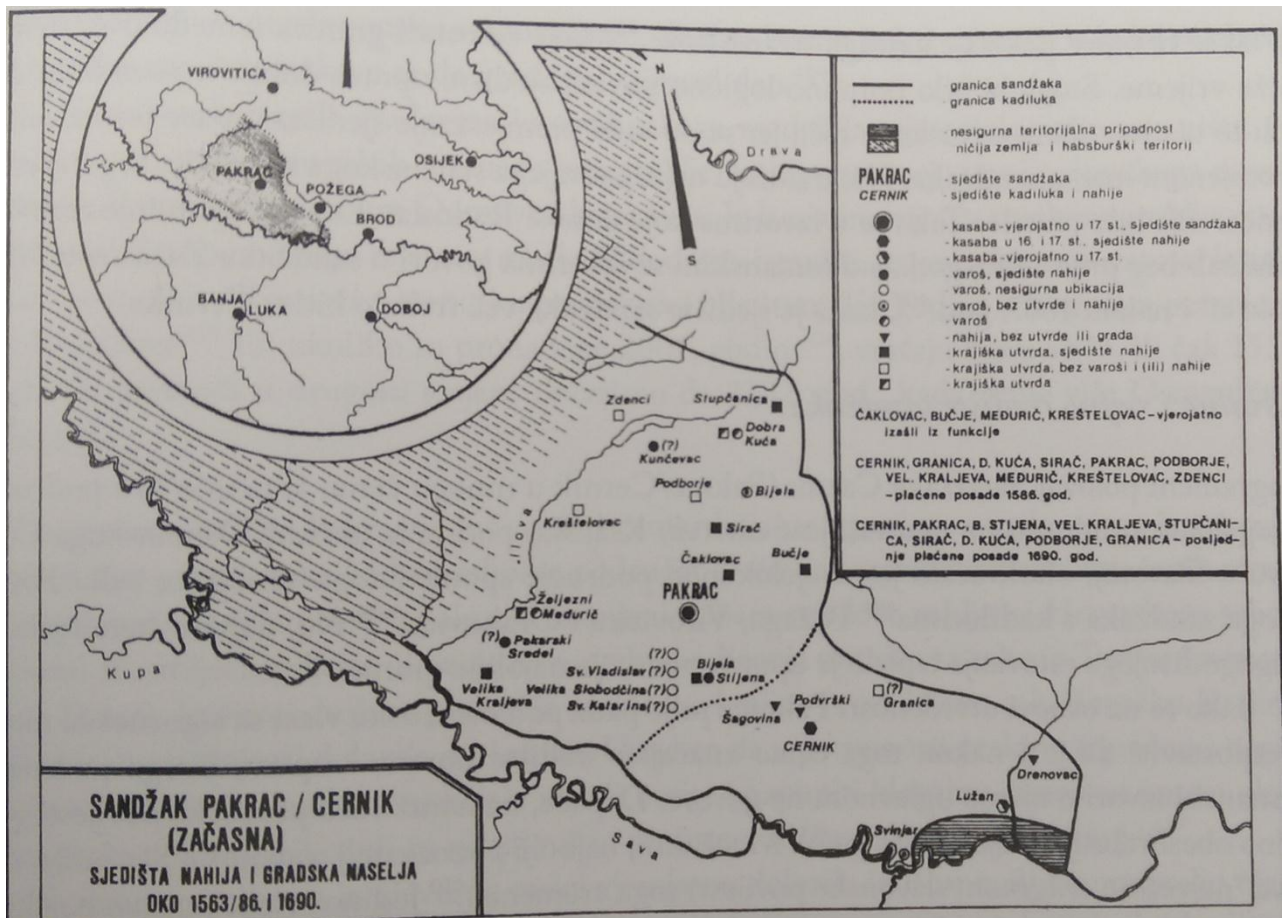 VIROVITICA
OSIJEK
PAKRAC
POŽEGA
BROD
BANJA
LUKA
DOBOJ
N
S
Drava
granica sandžaka
granica kadiluka
nesigurna teritorijalna pripadnost
ničija zemlja i habsburški teritorij
PAKRAC sjedište sandžaka
CERNIK sjedište kadiluka i nahije
-kasaba-vjerojatno u 17 st., sjedište sandžaka
-kasaba u 16. i 17. st., sjedište nahije
-kasaba-vjerojatno u 17. st.
-varoš, sjedište nahije
-varoš, nesigurna ubikacija
-varoš, bez utvrde i nahije
-varoš
-nahija, bez utvrde ili grada
-krajiška utvrda, sjedište nahije
-krajiška utvrda, bez varoši i (ili) nahije
-krajiška utvrda
ČAKLOVAC, BUČJE, MEĐURIČ, KREŠTELOVAC-vjerojatno
izašli iz funkcije
CERNIK, GRANICA, D. KUĆA, SIRAČ, PAKRAC, PODBORJE,
VEL. KRALJEVA, MEĐURIČ, KREŠTELOVAC, ZDENCI
-plaćene posade 1586. god.
CERNIK, PAKRAC, B. STIJENA, VEL. KRALJEVA, STUPČANI-
CA, SIRAČ, D. KUĆA, PODBORJE, GRANICA- posljed-
nje plaćene posade 1690. god.
Zdenci
Stupčanica
Dobra
Kuća
(?)
Kunčevac
Podborje
Bijela
Kreštelovac
Ilova
Sirač
Čaklovac
Bučje
PAKRAC
Željezni
Međurič
(?) Pakarski
Sredel
(?)
Sv. Vladislav(?)
Velika Slobodčina(?)
Sv. Katarina(?)
Bijela
Stijena
Velika
Kraljeva
Kupa
Podvrški
Šagovina
CERNIK
(?)
Granica
Drenovac
Lužan
Svinjar
Sava
SANDŽAK PAKRAC / CERNIK
(ZAČASNA)
SJEDIŠTA NAHIJA I GRADSKA NASELJA
OKO 1563/86. I 1690.